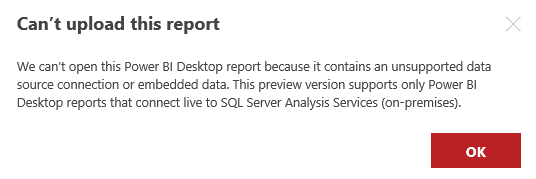 Can't upload this report
We can't open this Power BI Desktop report because it contains an unsupported data
source connection or embedded data. This preview version supports only Power BI
Desktop reports that connect live to SQL Server Analysis Services (on-premises).
OK